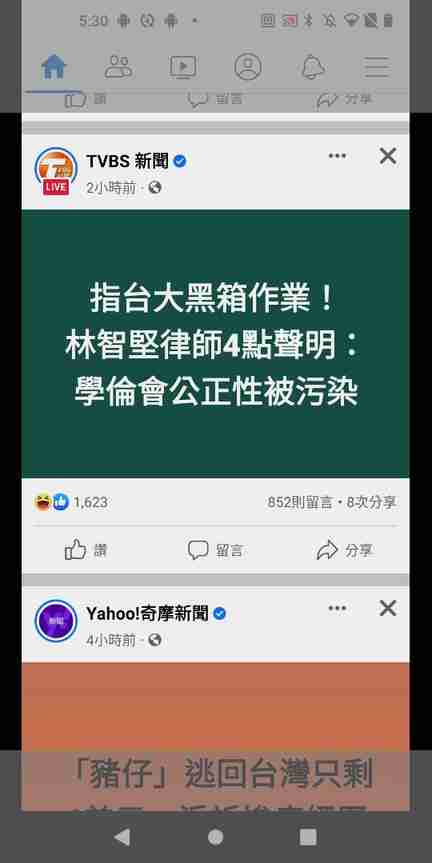 5:30
讚 留言 分享
TVBS 新聞
LIVE
2小時前
指台大黑箱作業！
林智堅律師4點聲明：
學倫會公正性被污染
1,623 852則留言・8次分享
讚 留言 分享
Yahoo!奇摩新聞
4小時前
「豬仔」逃回台灣只剩